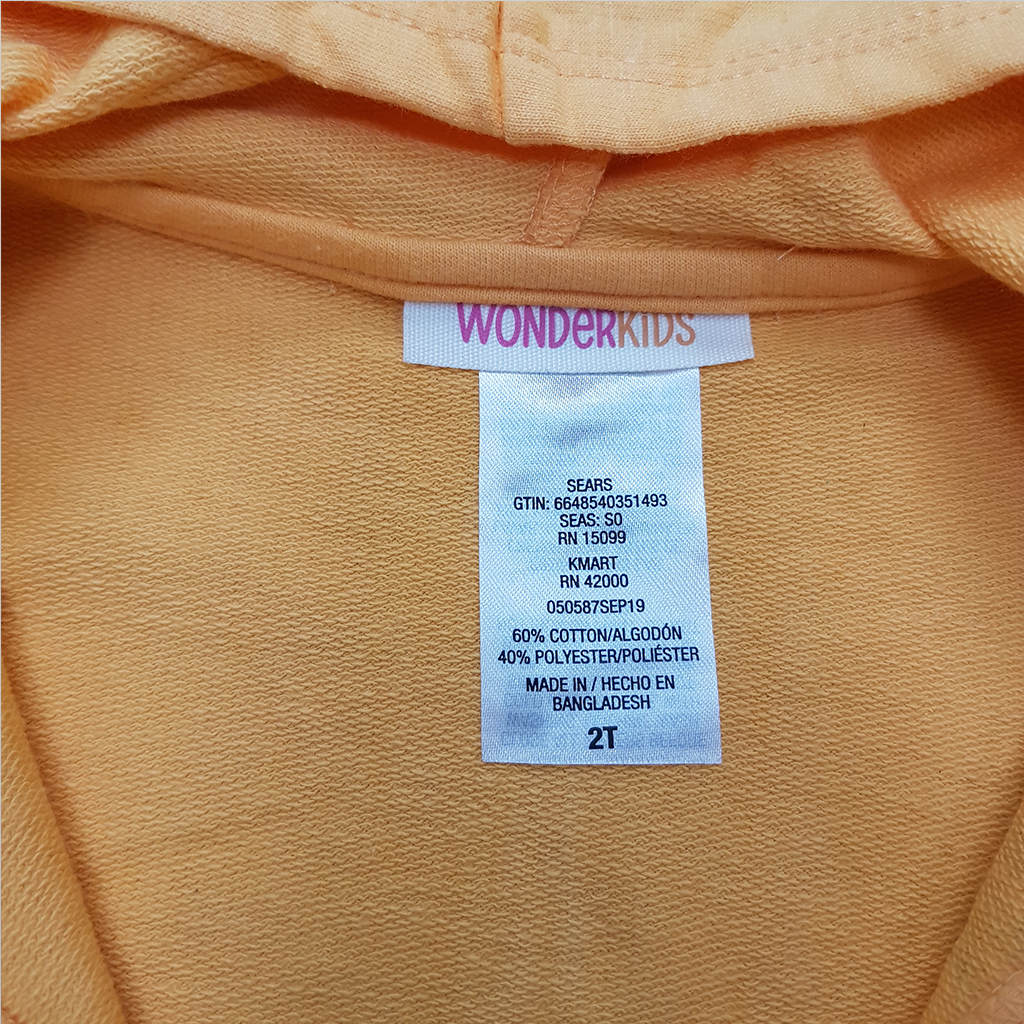 WONDERKIDS
SEARS
GTIN: 6648540351493
SEAS: S0
RN 15099
KMART
RN 42000
050587SEP19
60% COTTON/ALGODÓN
40% POLYESTER/POLIÉSTER
MADE IN / HECHO EN
BANGLADESH
2T